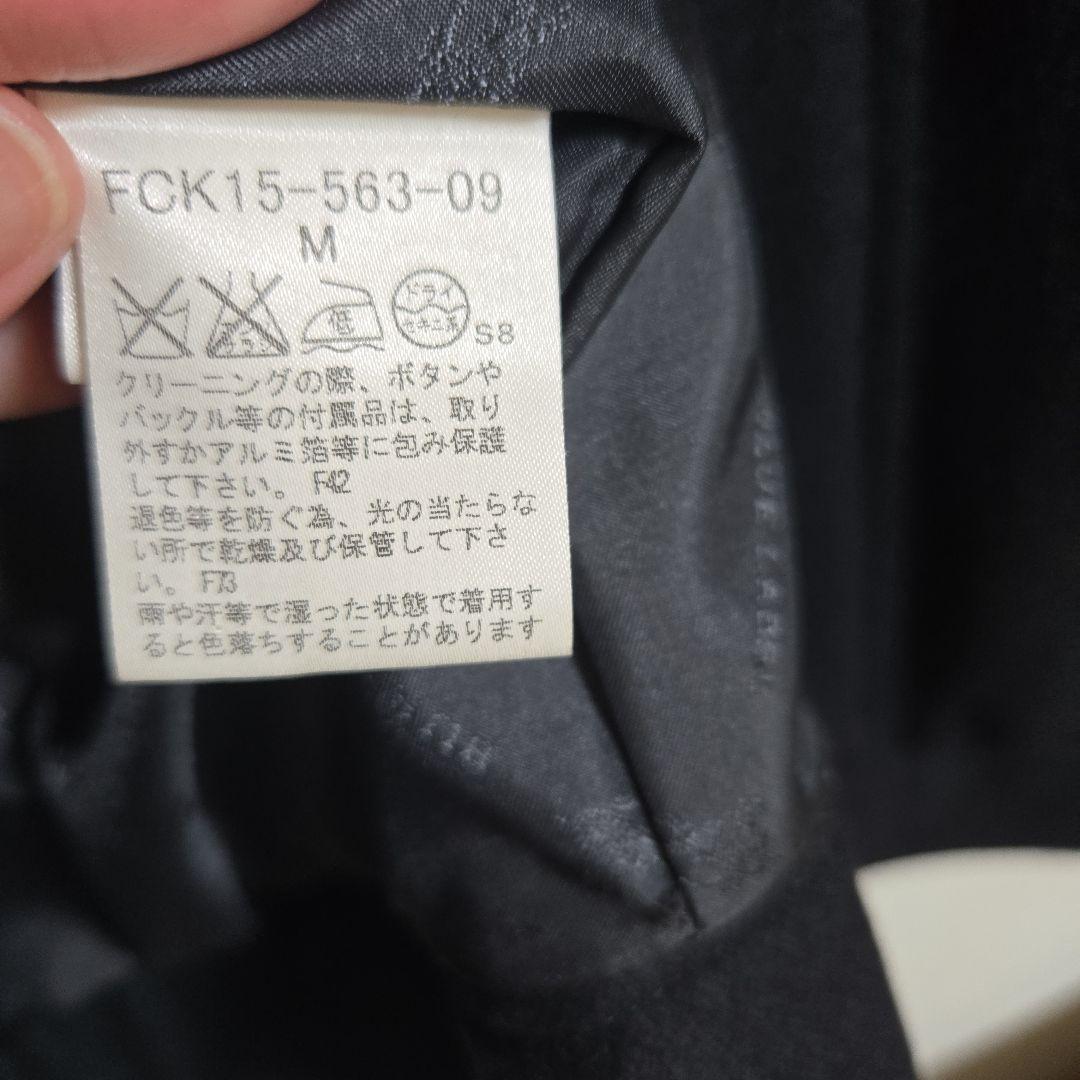 FCK15-563-09
M
低
ドライ
セキユ系
S8
クリーニングの際、ボタンや
バックル等の付属品は、取り
外すかアルミ箔等に包み保護
して下さい。 F42
退色等を防ぐ為、光の当たらな
い所で乾燥及び保管して下さ
い。 F73
雨や汗等で湿った状態で着用す
ると色落ちすることがあります